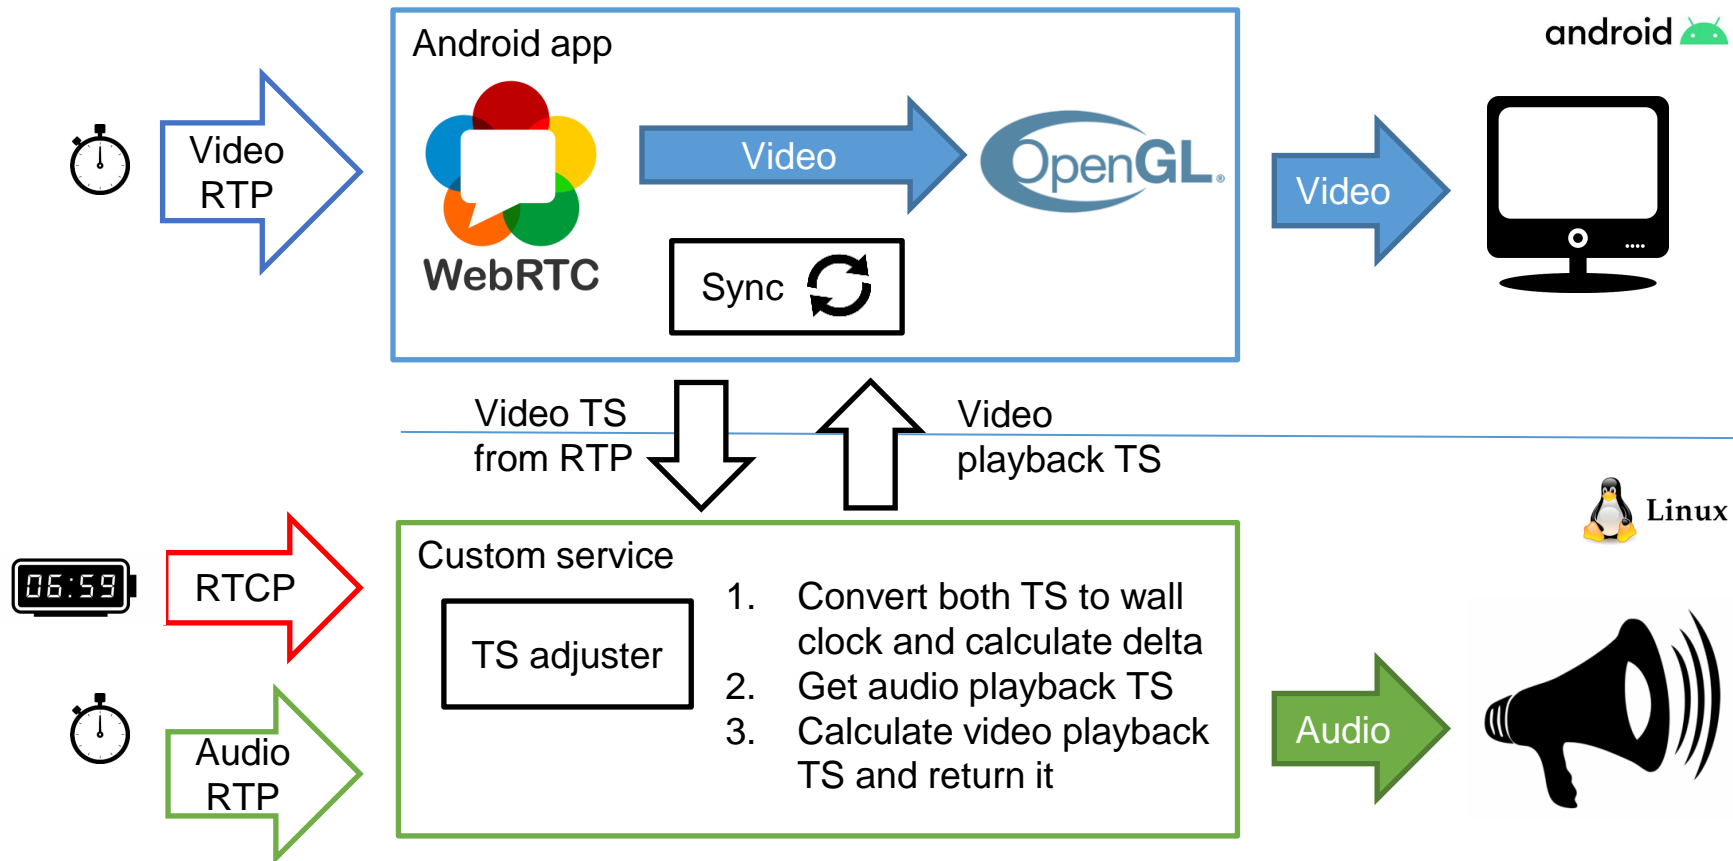 Android app
android
Video
RTP
WebRTC
Video
OpenGL®
Video
Sync
Video TS
from RTP
Video
playback TS
Linux
06:59
RTCP
Custom service
TS adjuster
1. Convert both TS to wall
clock and calculate delta
2. Get audio playback TS
3. Calculate video playback
TS and return it
Audio
RTP
Audio